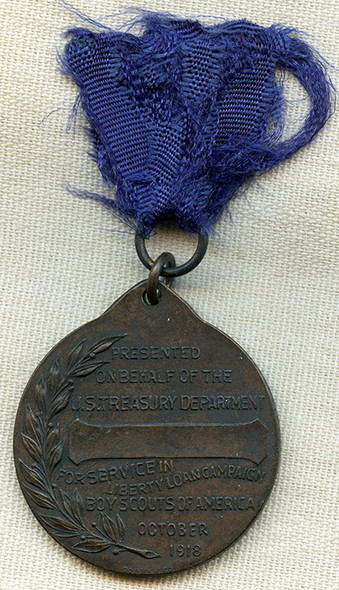 PRESENTED
ON BEHALF OF THE
U.S. TREASURY DEPARTMENT
FOR SERVICE IN
LIBERTY LOAN CAMPAIGN
BOY SCOUTS OF AMERICA
OCTOBER
1918